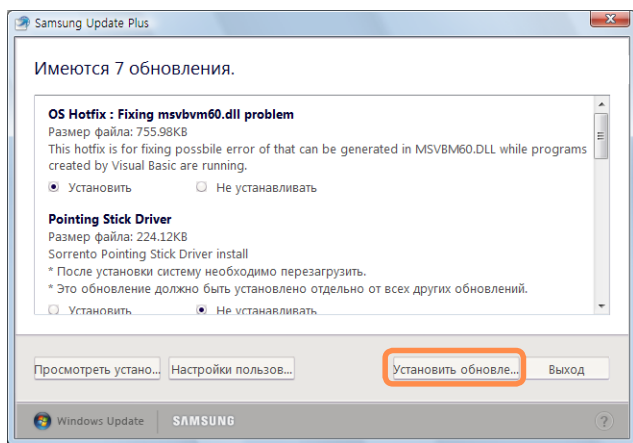 Samsung Update Plus
Имеются 7 обновления.
OS Hotfix : Fixing msvbvm60.dll problem
Размер файла: 755.98KB
This hotfix is for fixing possbile error of that can be generated in MSVBM60.DLL while programs
created by Visual Basic are running.
Установить Не устанавливать
Pointing Stick Driver
Размер файла: 224.12KB
Sorrento Pointing Stick Driver install
* После установки систему необходимо перезагрузить.
* Это обновление должно быть установлено отдельно от всех других обновлений.
Установить Не устанавливать
Просмотреть устано... Настройки пользов... Установить обновле... Выход
Windows Update SAMSUNG ?